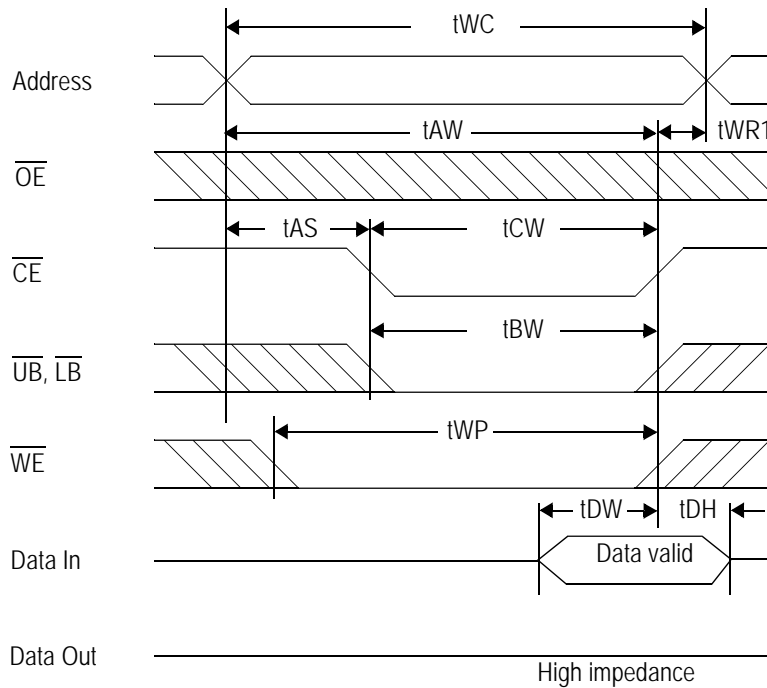 tWC
Address
tAW
tWR1
OE
tAS
tCW
CE
tBW
UB, LB
tWP
WE
tDW
tDH
Data In
Data valid
Data Out
High impedance